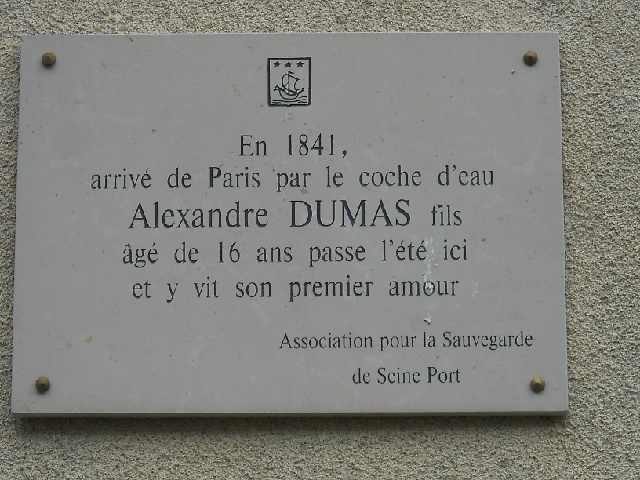 En 1841,
arrivé de Paris par le coche d'eau
Alexandre DUMAS fils
âgé de 16 ans passe l'été ici
et y vit son premier amour
Association pour la Sauvegarde
de Seine Port